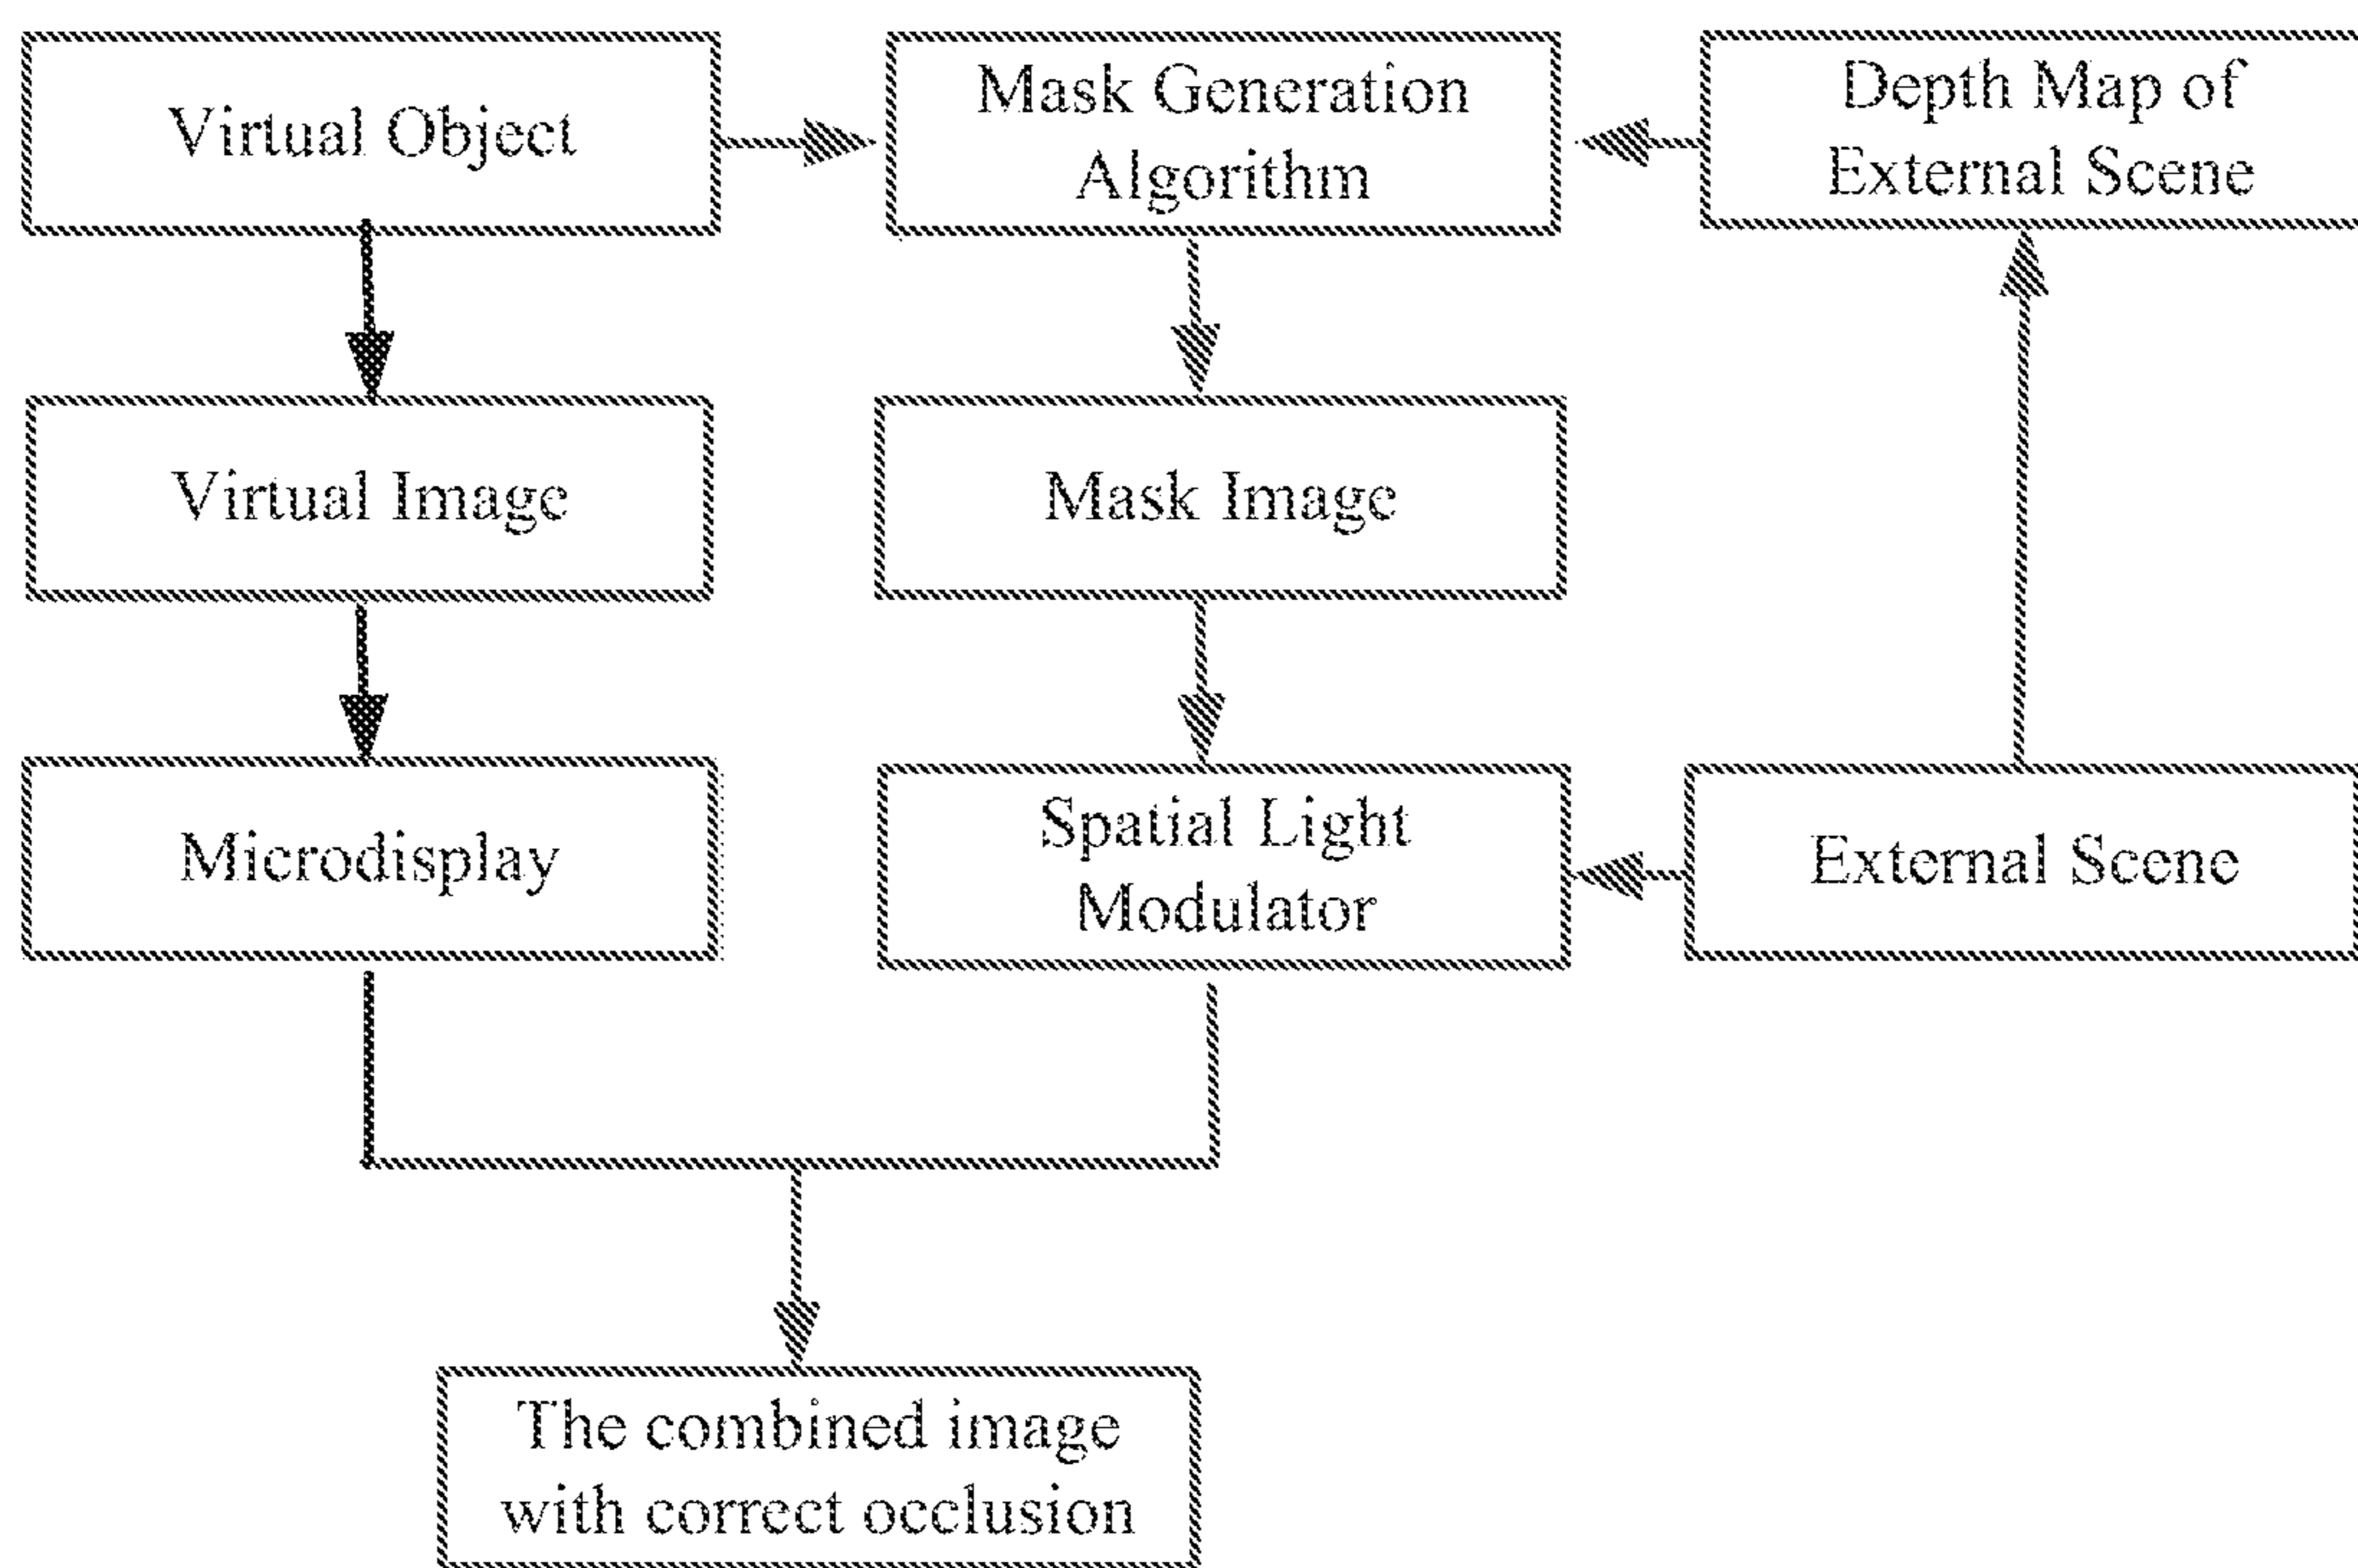 Virtual Object
Mask Generation
Algorithm
Depth Map of
External Scene
Virtual Image
Mask Image
Microdisplay
Spatial Light
Modulator
External Scene
The combined image
with correct occlusion